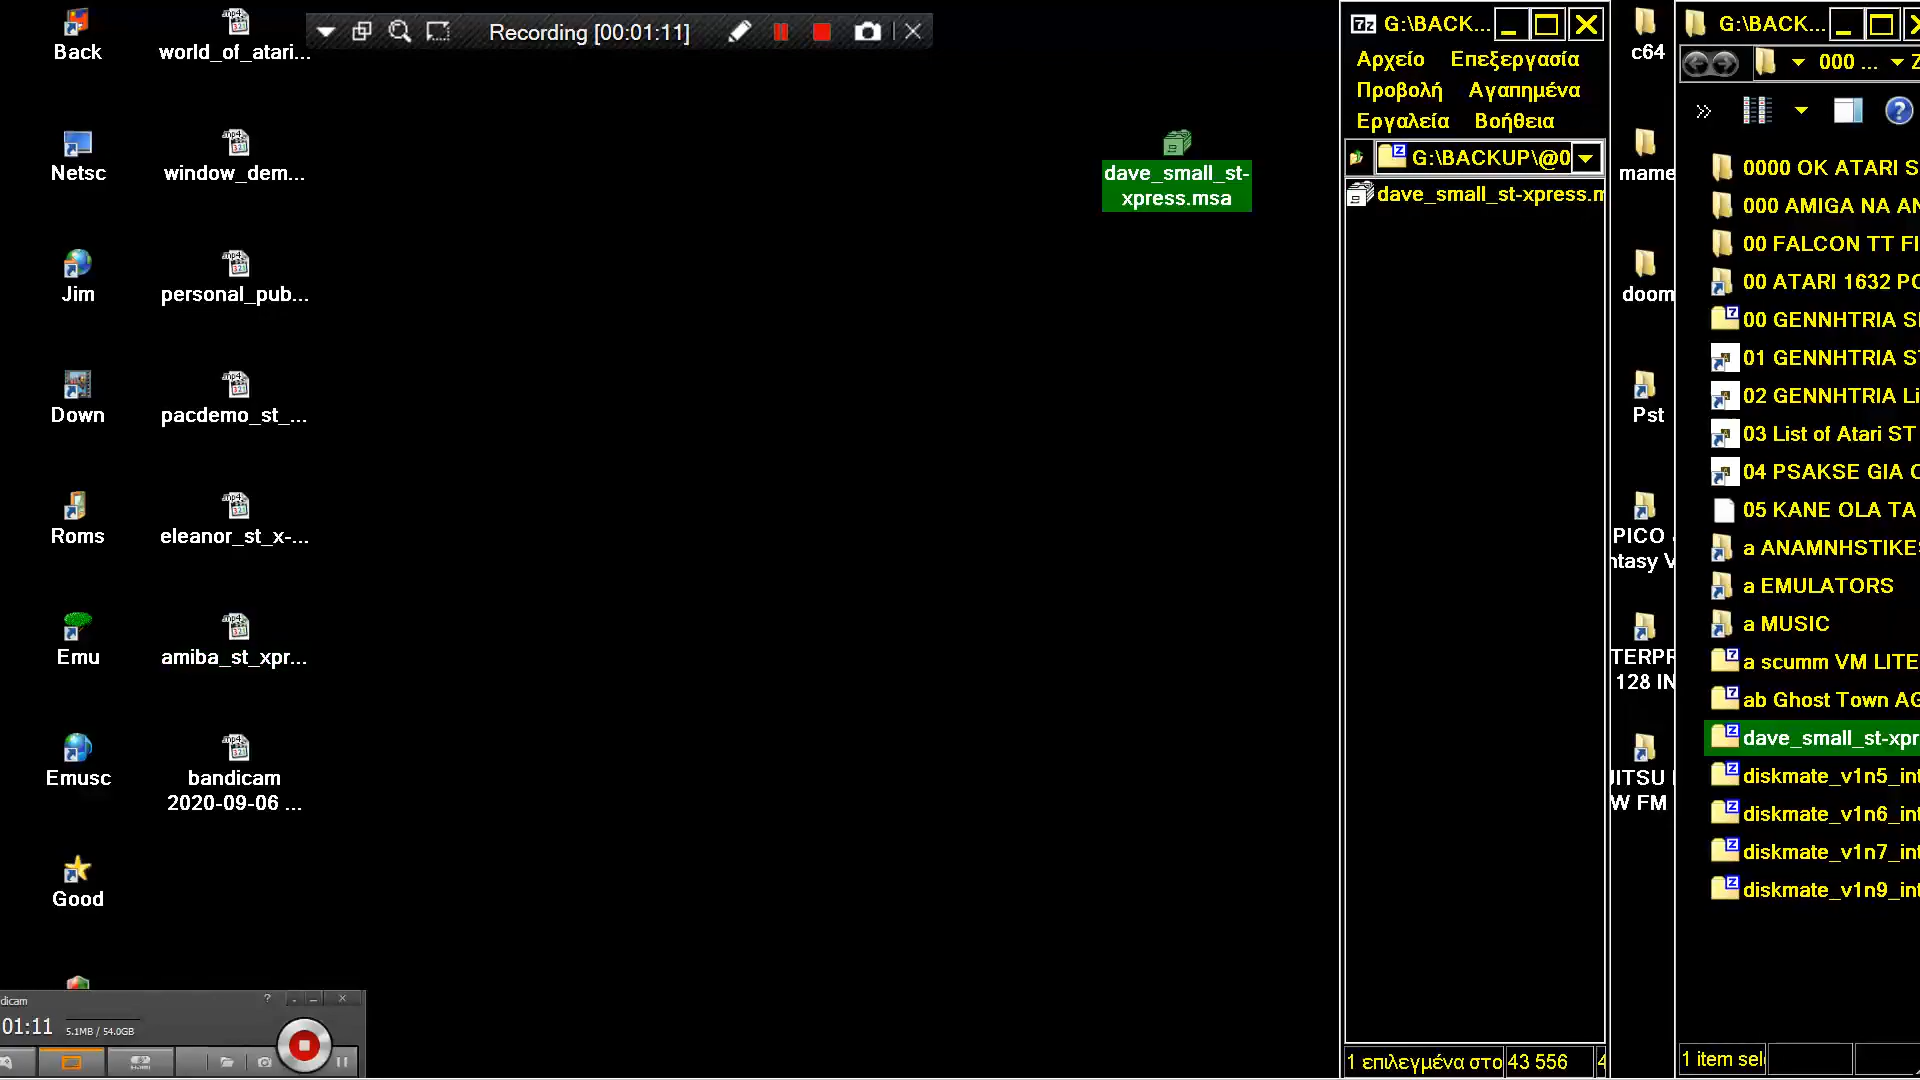 Back
world_of_atari...
Recording [00:01:11]
Netsc
window_dem...
Jim
personal_pub...
Down
pacdemo_st_...
Roms
eleanor_st_x-...
Emu
amiba_st_xpr...
Emusc
bandicam
2020-09-06 ...
Good
dave_small_st-
xpress.msa
G:\BACK...
Αρχείο Επεξεργασία
Προβολή Αγαπημένα
Εργαλεία Βοήθεια
G:\BACKUP\@0
dave_small_st-xpress.m
1 επιλεγμένα στο
43 556
c64
mame
doom
Pst
PICO
ntasy V
TERPR
128 IN
JITSU
W FM
G:\BACK...
000 ...
0000 OK ATARI S
000 AMIGA NA AN
00 FALCON TT FI
00 ATARI 1632 PO
00 GENNHTRIA S
01 GENNHTRIA ST
02 GENNHTRIA Li
03 List of Atari ST
04 PSAKSE GIA
05 KANE OLA TA
a ANAMNHSTIKES
a EMULATORS
a MUSIC
a scumm VM LITE
ab Ghost Town AG
dave_small_st-xpr
diskmate_v1n5_int
diskmate_v1n6_int
diskmate_v1n7_int
diskmate_v1n9_int
1 item sel
dicam
01:11
5.1MB / 54.0GB